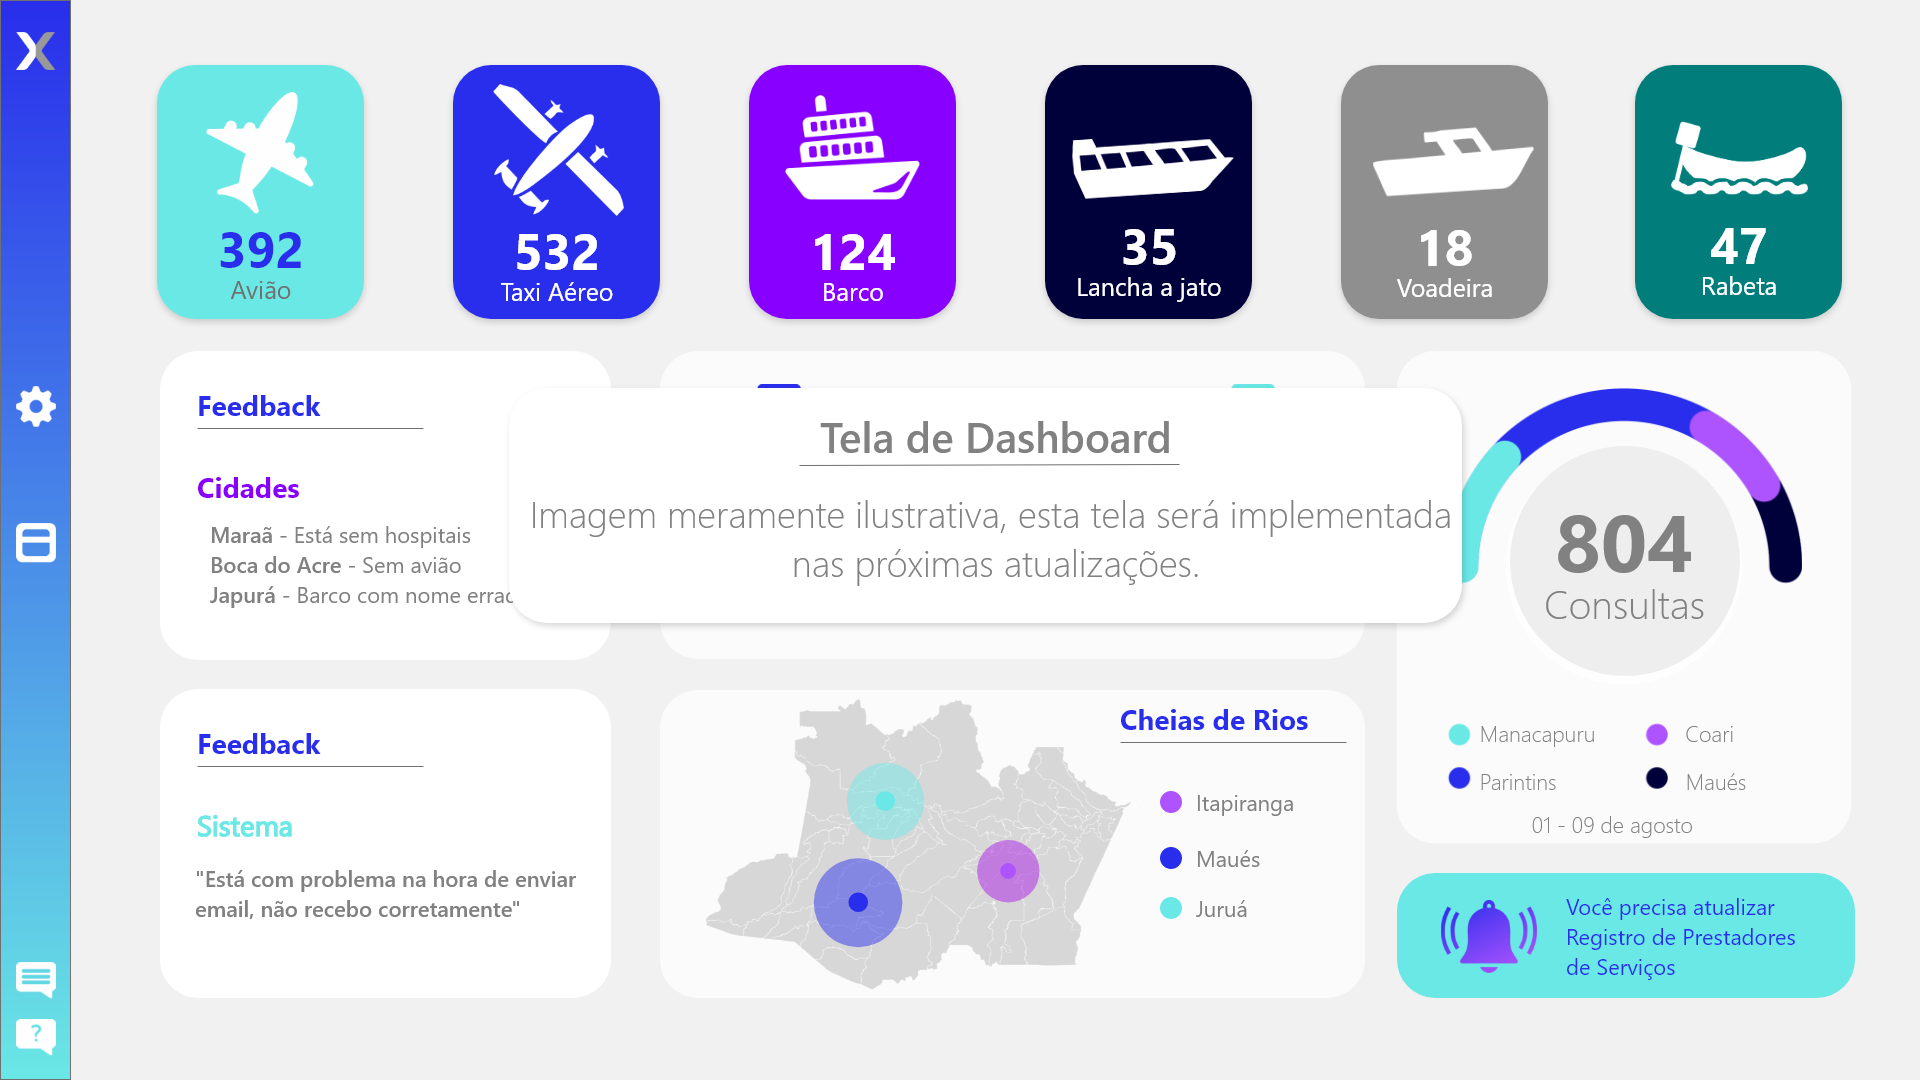 392
Avião
532
Taxi Aéreo
124
Barco
35
Lancha a jato
18
Voadeira
47
Rabeta
Feedback
Cidades
Maraã - Está sem hospitais
Boca do Acre - Sem avião
Japurá - Barco com nome errac
Tela de Dashboard
Imagem meramente ilustrativa, esta tela será implementada
nas próximas atualizações.
804
Consultas
Manacapuru
Coari
Parintins
Maués
01 - 09 de agosto
Feedback
Sistema
"Está com problema na hora de enviar
email, não recebo corretamente"
Cheias de Rios
Itapiranga
Maués
Juruá
Você precisa atualizar
Registro de Prestadores
de Serviços
?